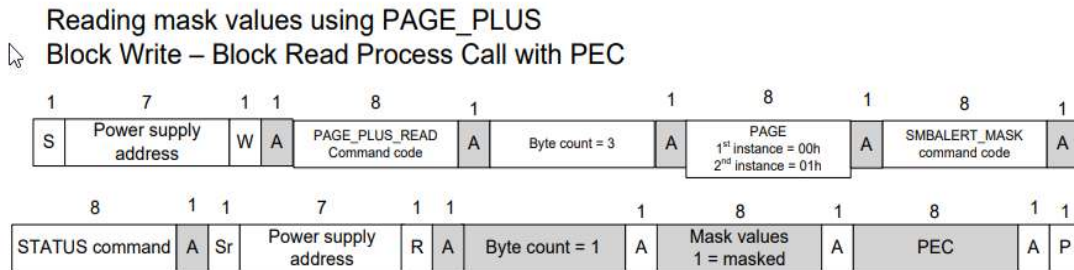 Reading mask values using PAGE_PLUS
Block Write – Block Read Process Call with PEC
1 7 1 1 8 1 1 8 1 8 1
S Power supply address W A PAGE_PLUS_READ Command code A Byte count = 3 A PAGE 1st instance = 00h 2nd instance = 01h A SMBALERT_MASK command code A
8 1 1 7 1 1 1 8 1 8 1 1
STATUS command A Sr Power supply address R A Byte count = 1 A Mask values 1 = masked A PEC A P